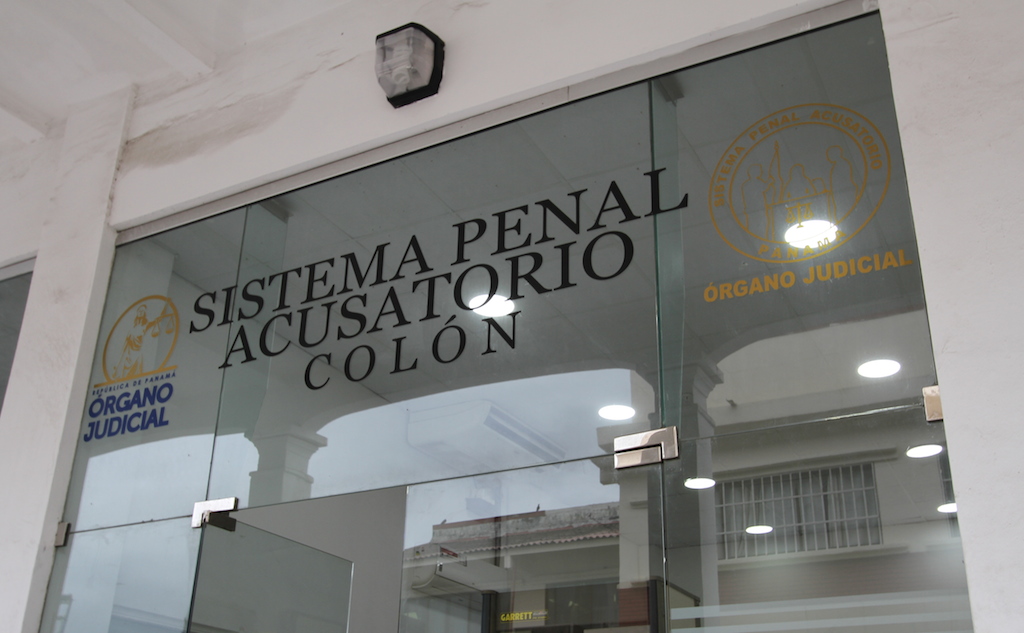 SISTEMA PENAL
ACUSATORIO
COLÓN
REPÚBLICA DE PANAMÁ
ÓRGANO
JUDICIAL
SISTEMA PENAL ACUSATORIO
PANAMÁ
ÓRGANO JUDICIAL
GARRETT